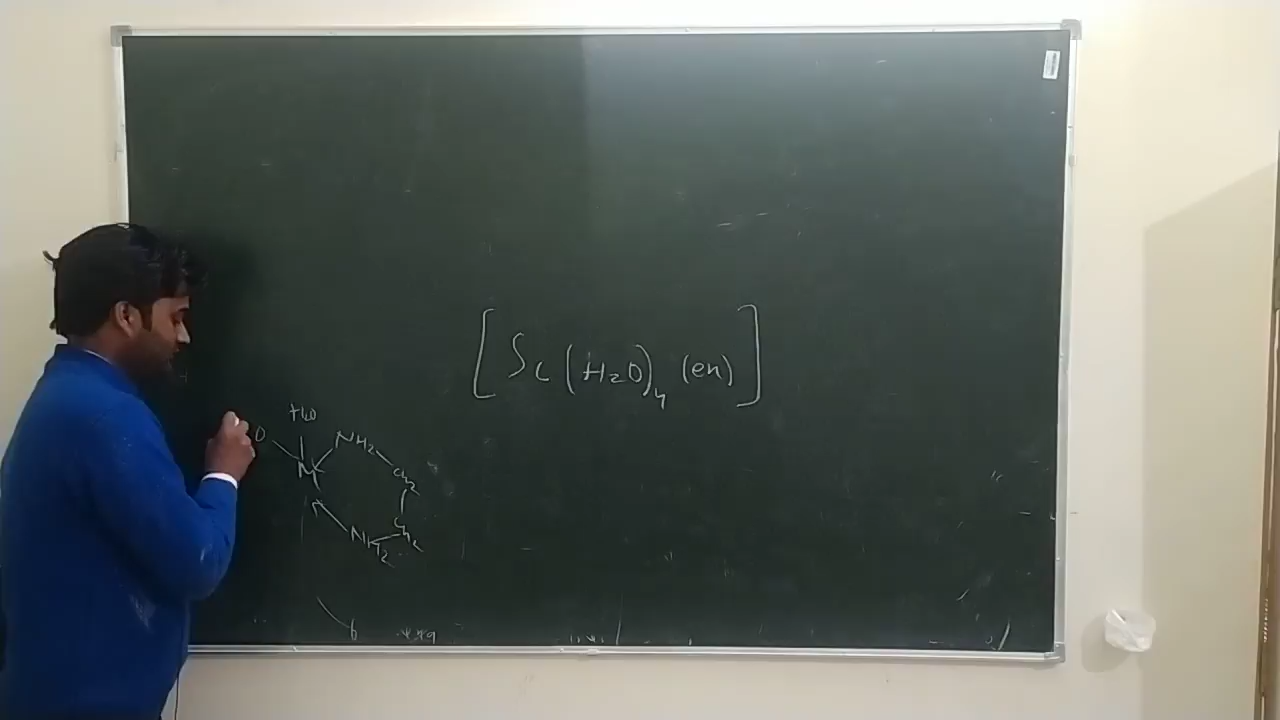 [Sc(H₂O)₄ (en)]
H₂O
O
NH₂
M
CH₂
CH₂
NH₂